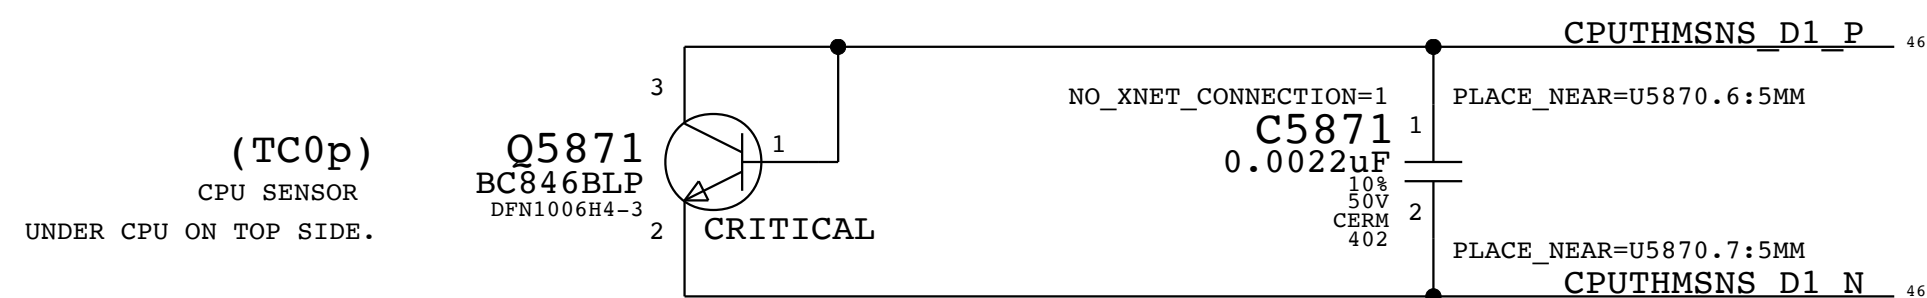 CPUTHMSNS_D1_P 46
3
NO_XNET_CONNECTION=1 PLACE_NEAR=U5870.6:5MM
C5871 1
(TC0p) Q5871 1 0.0022uF
BC846BLP 10%
CPU SENSOR 50V
DFN1006H4-3 2
CERM
UNDER CPU ON TOP SIDE. 2 CRITICAL 402
PLACE_NEAR=U5870.7:5MM
CPUTHMSNS_D1_N 46